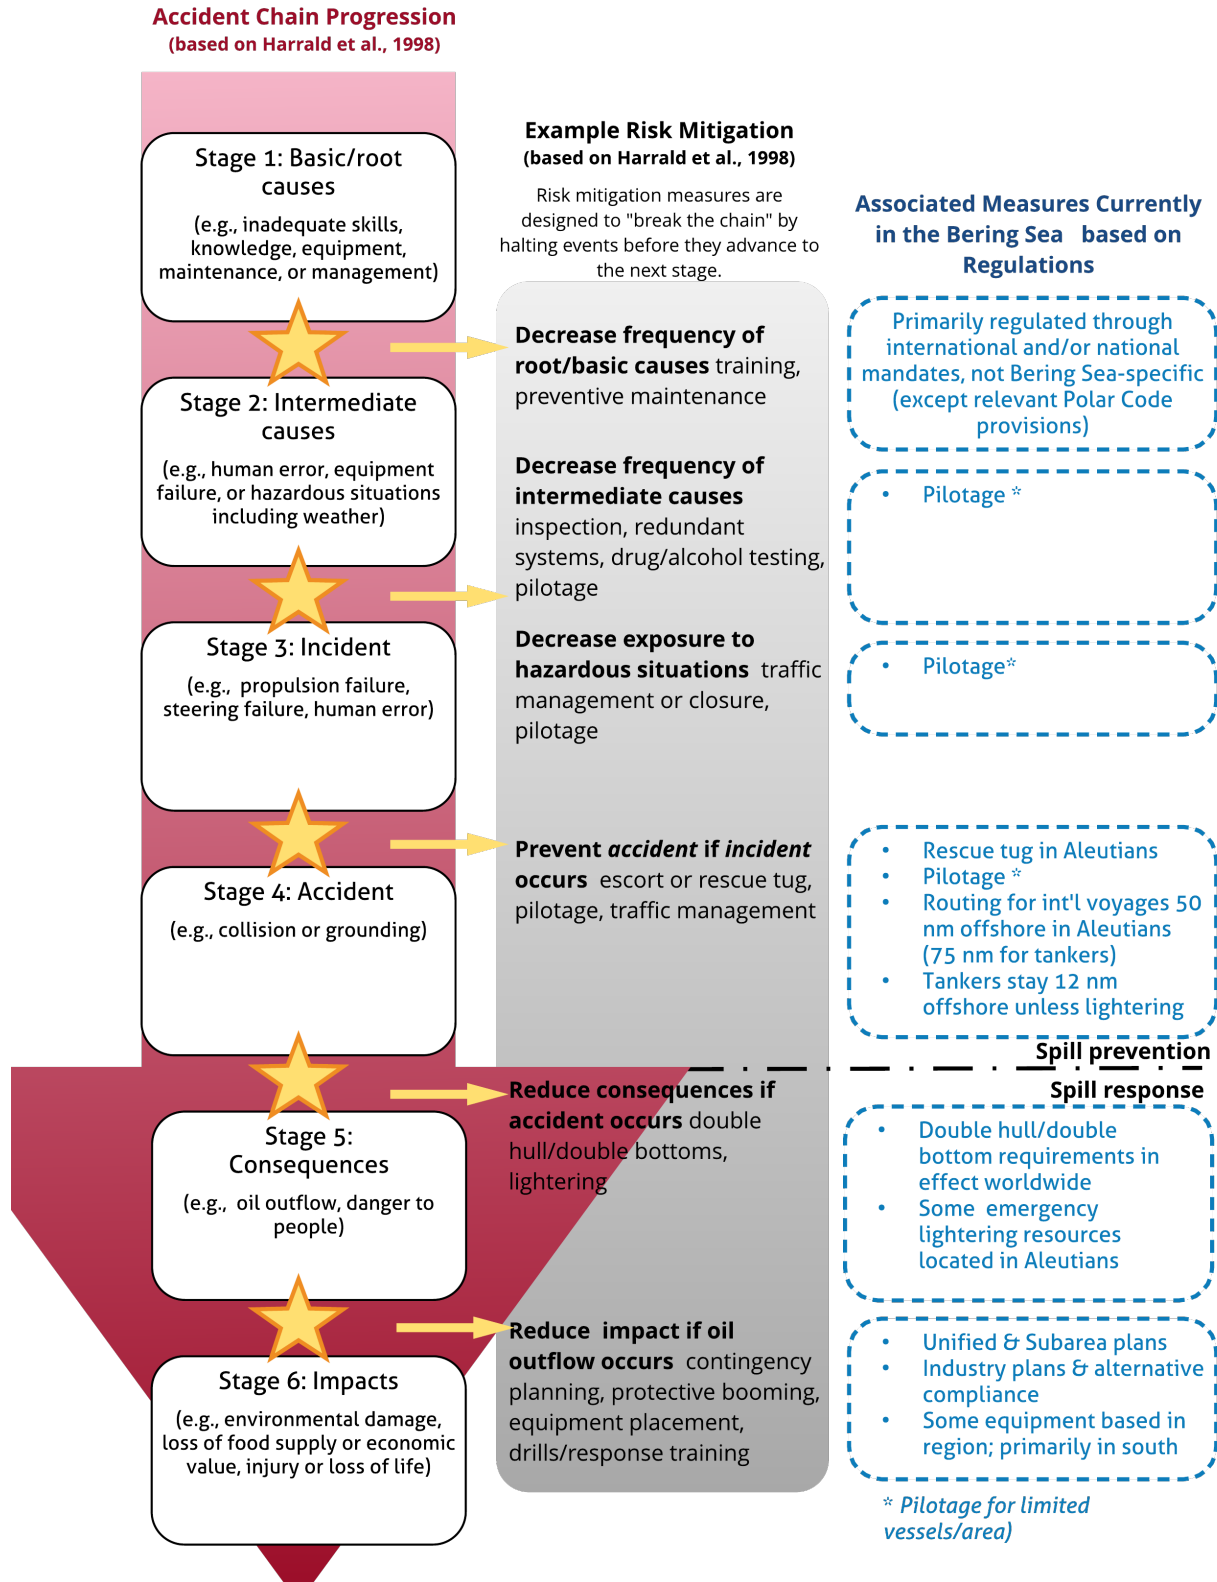 Accident Chain Progression
(based on Harrald et al., 1998)
Stage 1: Basic/root
causes
(e.g., inadequate skills,
knowledge, equipment,
maintenance, or management)
Stage 2: Intermediate
causes
(e.g., human error, equipment
failure, or hazardous situations
including weather)
Stage 3: Incident
(e.g.,  propulsion failure,
steering failure, human error)
Stage 4: Accident
(e.g., collision or grounding)
Stage 5:
Consequences
(e.g.,  oil outflow, danger to
people)
Stage 6: Impacts
(e.g., environmental damage,
loss of food supply or economic
value, injury or loss of life)
Example Risk Mitigation
(based on Harrald et al., 1998)
Risk mitigation measures are
designed to "break the chain" by
halting events before they advance to
the next stage.
Decrease frequency of
root/basic causes training,
preventive maintenance
Decrease frequency of
intermediate causes
inspection, redundant
systems, drug/alcohol testing,
pilotage
Decrease exposure to
hazardous situations  traffic
management or closure,
pilotage
Prevent accident if incident
occurs  escort or rescue tug,
pilotage, traffic management
Reduce consequences if
accident occurs double
hull/double bottoms,
lightering
Reduce  impact if oil
outflow occurs  contingency
planning, protective booming,
equipment placement,
drills/response training
Associated Measures Currently
in the Bering Sea   based on
Regulations
Primarily regulated through
international and/or national
mandates, not Bering Sea-specific
(except relevant Polar Code
provisions)
• Pilotage *
• Pilotage*
• Rescue tug in Aleutians
• Pilotage *
• Routing for int'l voyages 50
nm offshore in Aleutians
(75 nm for tankers)
• Tankers stay 12 nm
offshore unless lightering
Spill prevention
Spill response
• Double hull/double
bottom requirements in
effect worldwide
• Some  emergency
lightering resources
located in Aleutians
• Unified & Subarea plans
• Industry plans & alternative
compliance
• Some equipment based in
region; primarily in south
* Pilotage for limited
vessels/area)